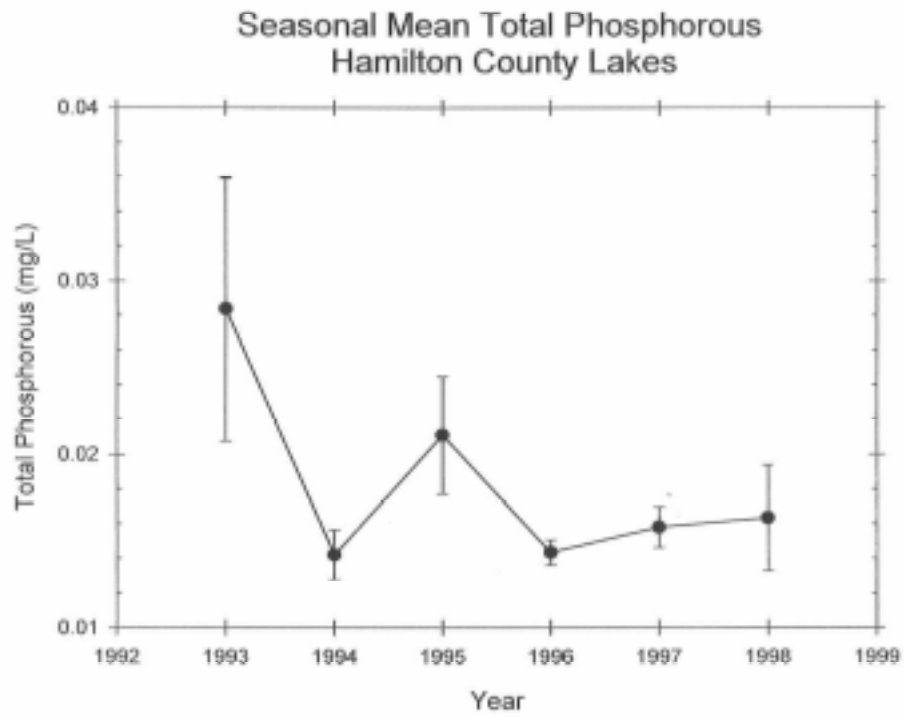 Seasonal Mean Total Phosphorous
Hamilton County Lakes
0.04
0.03
0.02
0.01
Total Phosphorous (mg/L)
1992 1993 1994 1995 1996 1997 1998 1999
Year